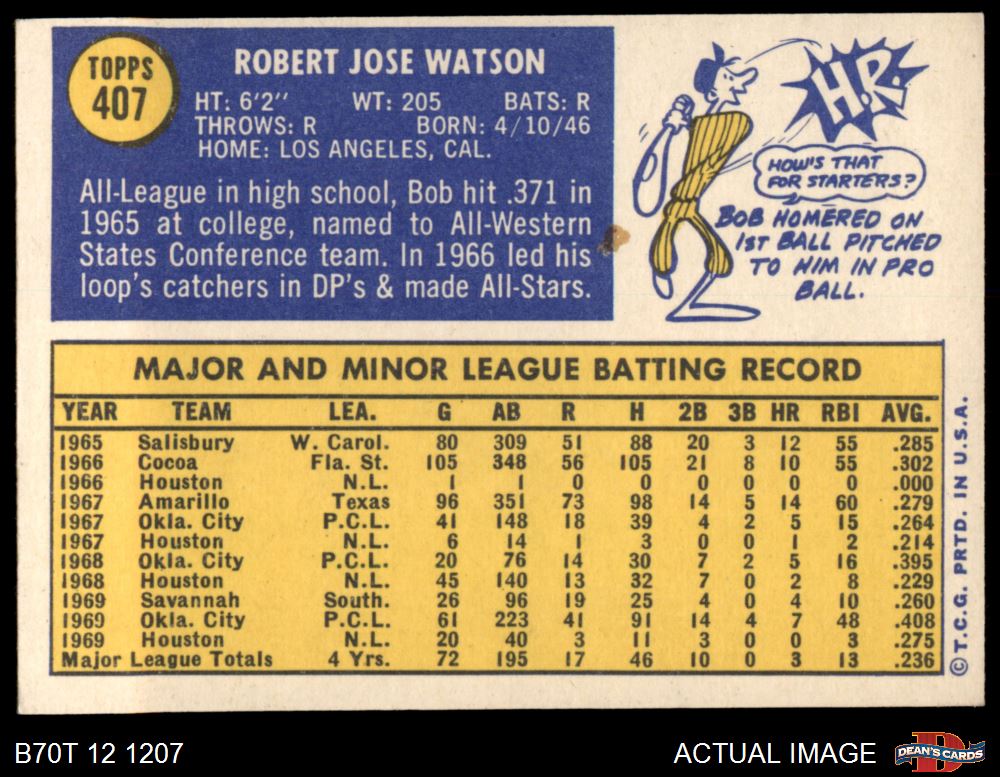 TOPPS
407
ROBERT JOSE WATSON
HT: 6'2" WT: 205 BATS: R
THROWS: R BORN: 4/10/46
HOME: LOS ANGELES, CAL.
All-League in high school, Bob hit .371 in
1965 at college, named to All-Western
States Conference team. In 1966 led his
loop's catchers in DP's & made All-Stars.
H.R.
HOW'S THAT
FOR STARTERS?
BOB HOMERED ON
1ST BALL PITCHED
TO HIM IN PRO
BALL.
MAJOR AND MINOR LEAGUE BATTING RECORD
YEAR TEAM LEA. G AB R H 2B 3B HR RBI AVG.
1965 Salisbury W. Carol. 80 309 51 88 20 3 12 55 .285
1966 Cocoa Fla. St. 105 348 56 105 21 8 10 55 .302
1966 Houston N.L. 1 1 0 0 0 0 0 0 .000
1967 Amarillo Texas 96 351 73 98 14 5 14 60 .279
1967 Okla. City P.C.L. 41 148 18 39 4 2 5 15 .264
1967 Houston N.L. 6 14 1 3 0 0 1 2 .214
1968 Okla. City P.C.L. 20 76 14 30 7 2 5 16 .395
1968 Houston N.L. 45 140 13 32 7 0 2 8 .229
1969 Savannah South. 26 96 19 25 4 0 4 10 .260
1969 Okla. City P.C.L. 61 223 41 91 14 4 7 48 .408
1969 Houston N.L. 20 40 3 11 3 0 0 3 .275
Major League Totals 4 Yrs. 72 195 17 46 10 0 3 13 .236
© T.C.G. PRTD. IN U.S.A.
B70T 12 1207
ACTUAL IMAGE
D
DEAN'S CARDS